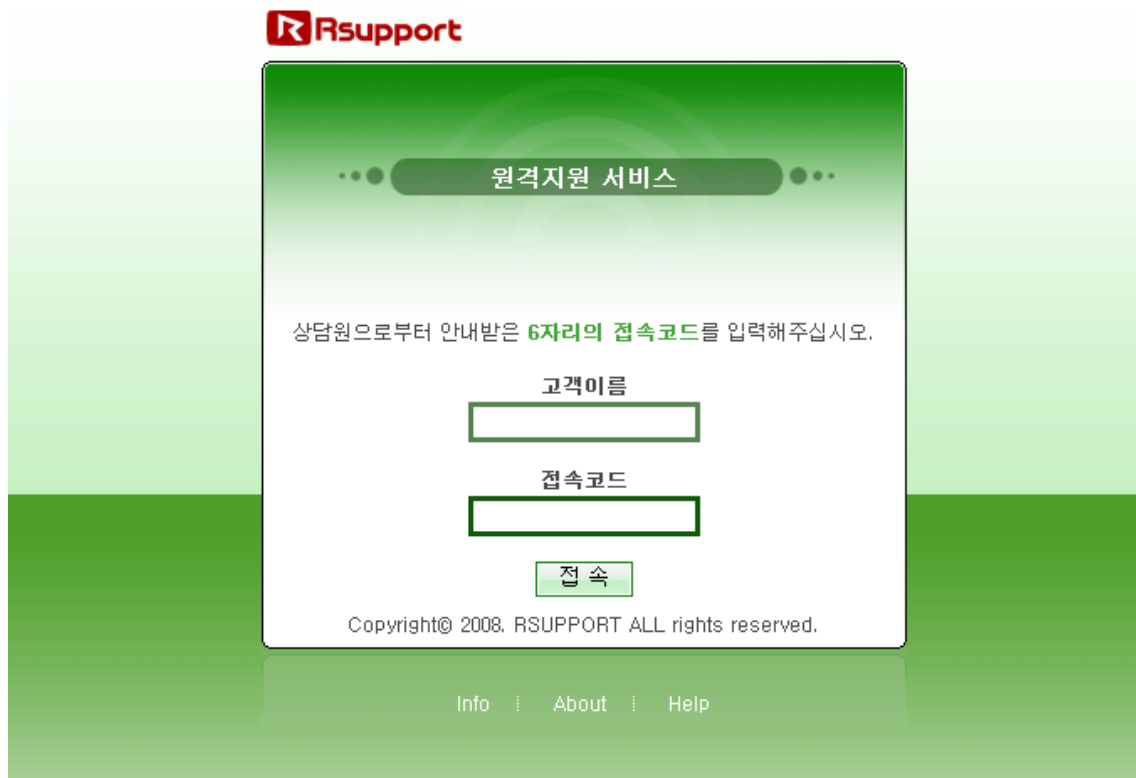 Rsupport
원격지원 서비스
상담원으로부터 안내받은 6자리의 접속코드를 입력해주십시오.
고객이름
접속코드
접 속
Copyright© 2008. RSUPPORT ALL rights reserved.
Info ⋮ About ⋮ Help